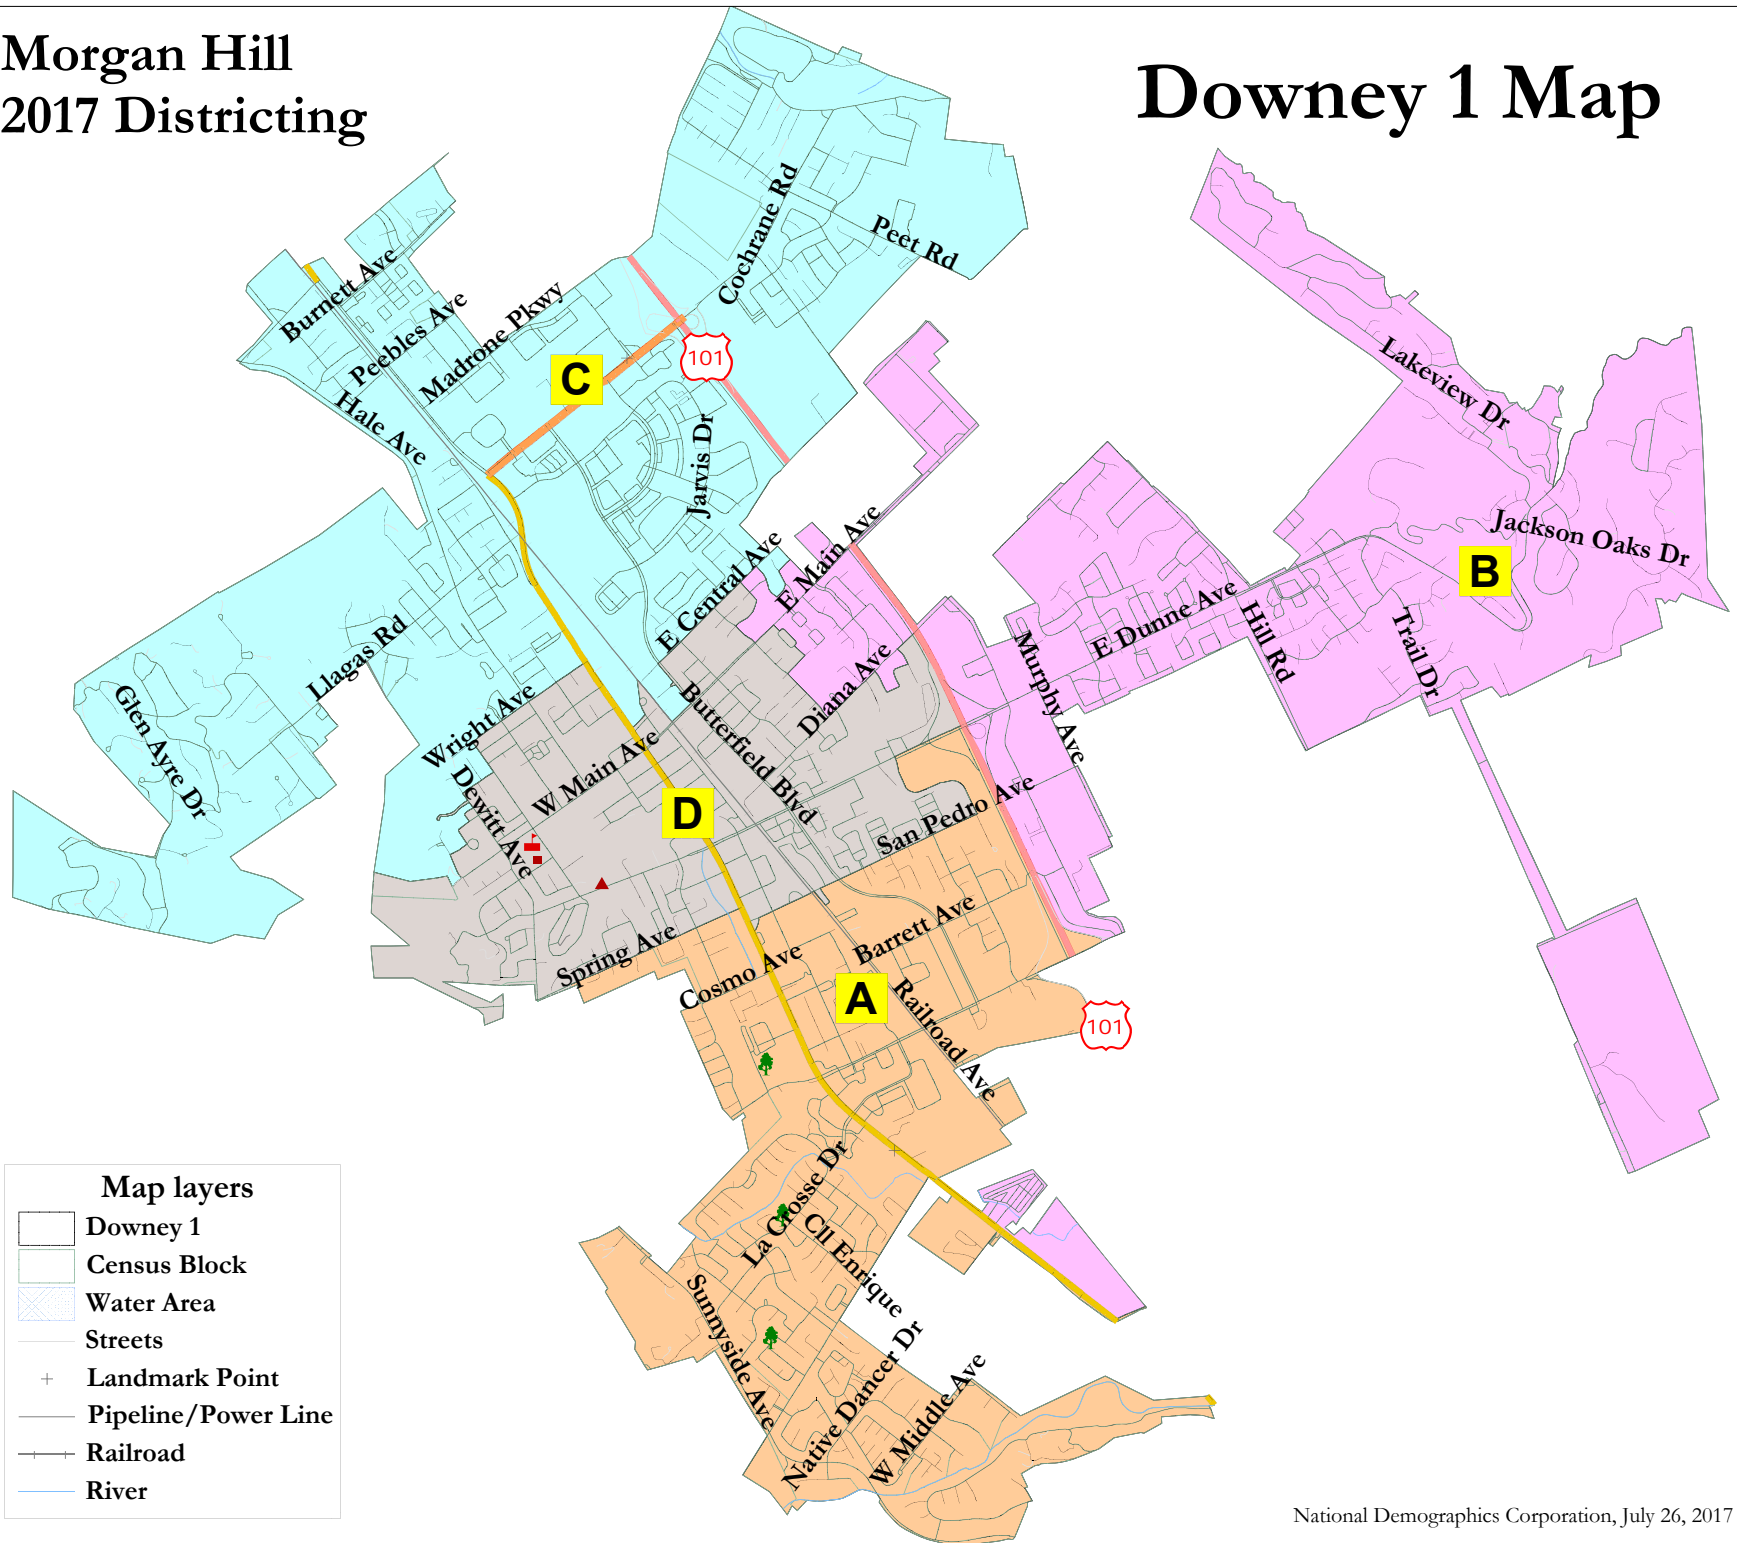 Morgan Hill
2017 Districting
Downey 1 Map
Cochrane Rd
Peet Rd
Burnett Ave
Peebles Ave
Madrone Pkwy
101
C
Hale Ave
Lakeview Dr
Jarvis Dr
Jackson Oaks Dr
B
E Main Ave
E Central Ave
E Dunne Ave
Hill Rd
Trail Dr
Llagas Rd
Murphy Ave
Diana Ave
Glen Ayre Dr
Wright Ave
Butterfield Blvd
W Main Ave
Dewitt Ave
D
San Pedro Ave
Spring Ave
Barrett Ave
Cosmo Ave
A
Railroad Ave
101
La Crosse Dr
Cll Enrique
Sunnyside Ave
Native Dancer Dr
W Middle Ave
Map layers
Downey 1
Census Block
Water Area
Streets
Landmark Point
Pipeline/Power Line
Railroad
River
National Demographics Corporation, July 26, 2017